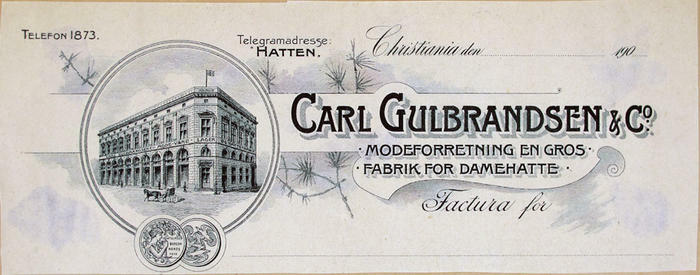 TELEFON 1873.
Telegramadresse:
"HATTEN.
Christiania den 190
CARL GULBRANDSEN & Co.
·MODEFORRETNING EN GROS·
·FABRIK FOR DAMEHATTE·
Factura for